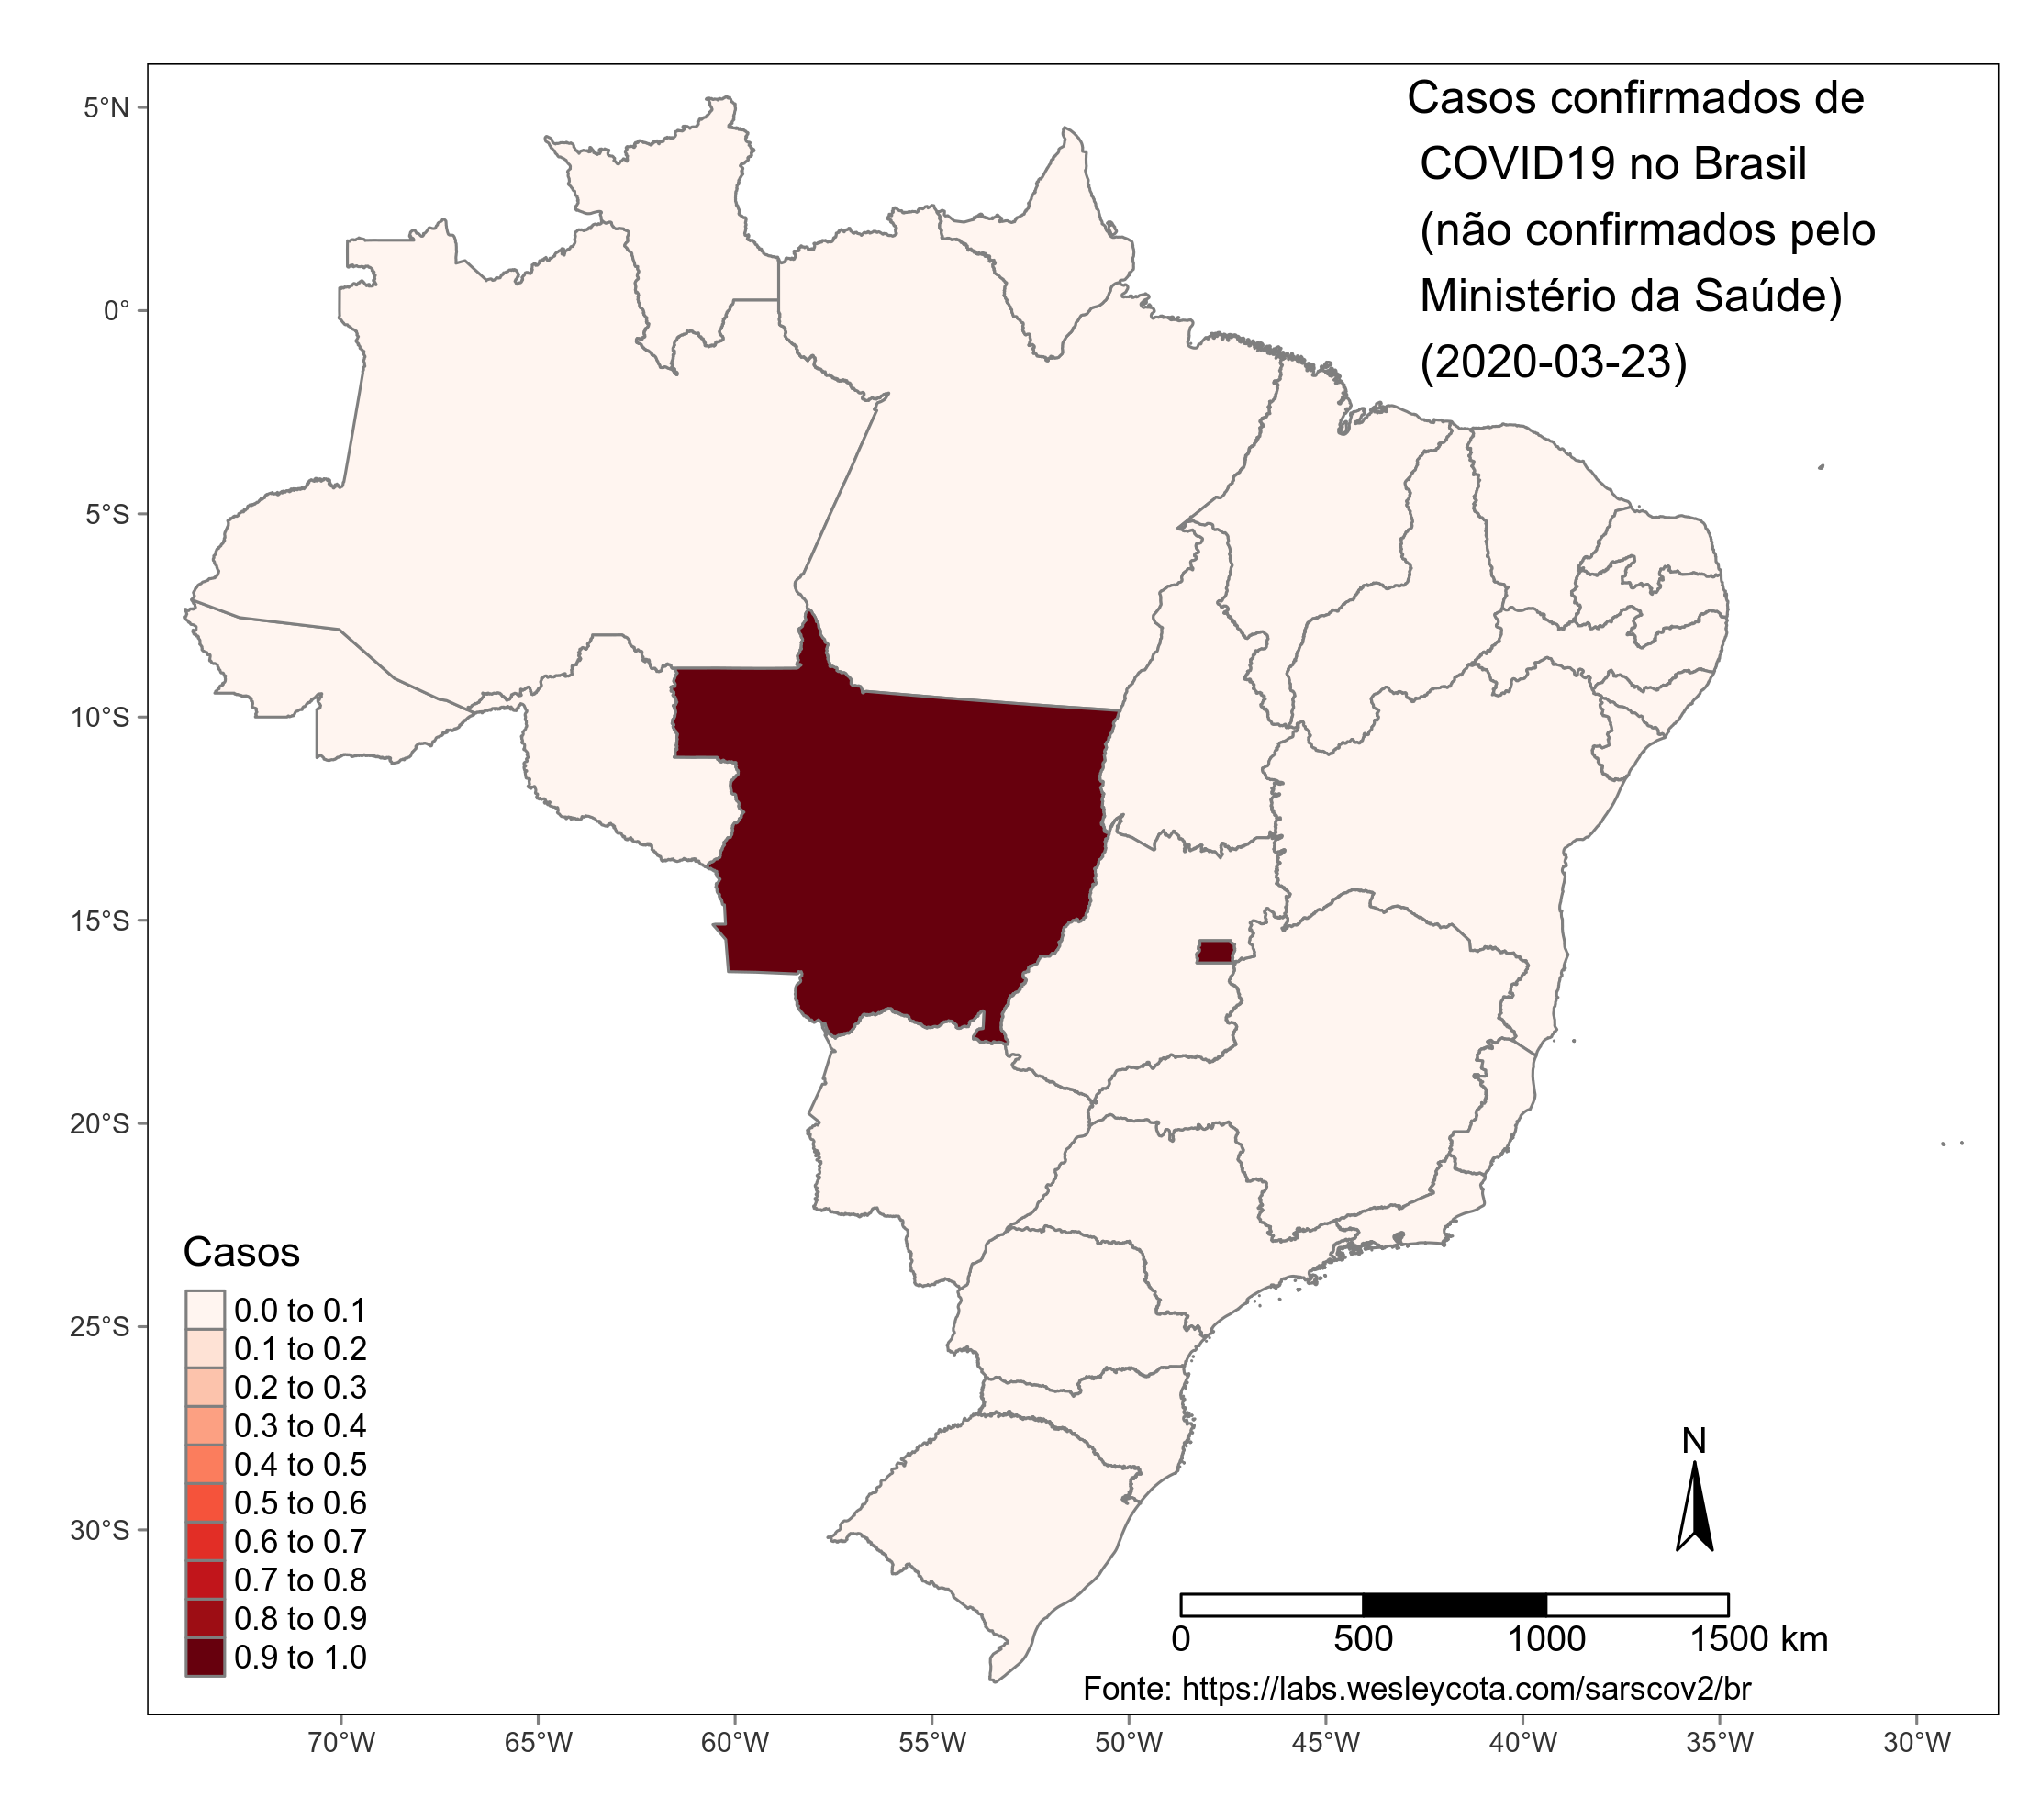 Casos confirmados de
COVID19 no Brasil
(não confirmados pelo
Ministério da Saúde)
(2020-03-23)
5°N
0°
5°S
10°S
15°S
20°S
25°S
30°S
Casos
0.0 to 0.1
0.1 to 0.2
0.2 to 0.3
0.3 to 0.4
0.4 to 0.5
0.5 to 0.6
0.6 to 0.7
0.7 to 0.8
0.8 to 0.9
0.9 to 1.0
N
0 500 1000 1500 km
Fonte: https://labs.wesleycota.com/sarscov2/br
70°W 65°W 60°W 55°W 50°W 45°W 40°W 35°W 30°W